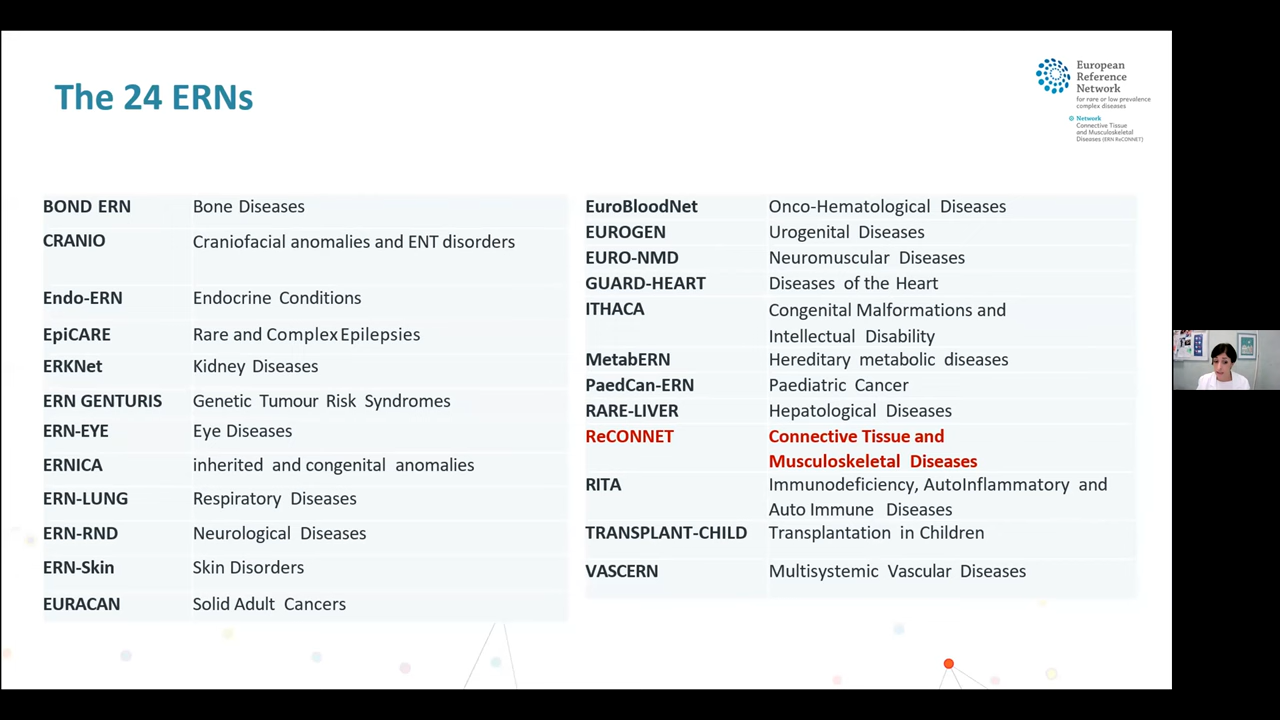 The 24 ERNs
European
Reference
Network
for rare or low prevalence
complex diseases
Network
Connective Tissue
and Musculoskeletal
Diseases (ERN ReCONNET)
BOND ERN Bone Diseases
CRANIO Craniofacial anomalies and ENT disorders
Endo-ERN Endocrine Conditions
EpiCARE Rare and Complex Epilepsies
ERKNet Kidney Diseases
ERN GENTURIS Genetic Tumour Risk Syndromes
ERN-EYE Eye Diseases
ERNICA inherited and congenital anomalies
ERN-LUNG Respiratory Diseases
ERN-RND Neurological Diseases
ERN-Skin Skin Disorders
EURACAN Solid Adult Cancers
EuroBloodNet Onco-Hematological Diseases
EUROGEN Urogenital Diseases
EURO-NMD Neuromuscular Diseases
GUARD-HEART Diseases of the Heart
ITHACA Congenital Malformations and
Intellectual Disability
MetabERN Hereditary metabolic diseases
PaedCan-ERN Paediatric Cancer
RARE-LIVER Hepatological Diseases
ReCONNET Connective Tissue and
Musculoskeletal Diseases
RITA Immunodeficiency, AutoInflammatory and
Auto Immune Diseases
TRANSPLANT-CHILD Transplantation in Children
VASCERN Multisystemic Vascular Diseases